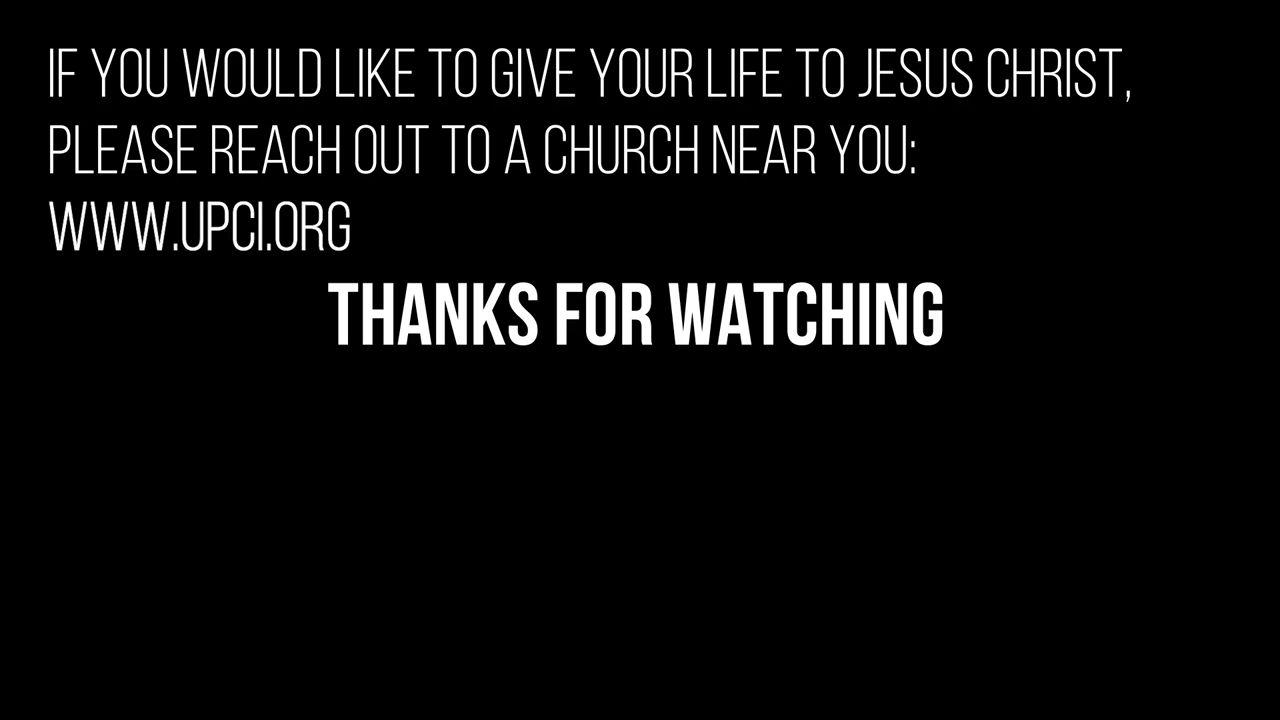 IF YOU WOULD LIKE TO GIVE YOUR LIFE TO JESUS CHRIST,
PLEASE REACH OUT TO A CHURCH NEAR YOU:
WWW.UPCI.ORG
THANKS FOR WATCHING